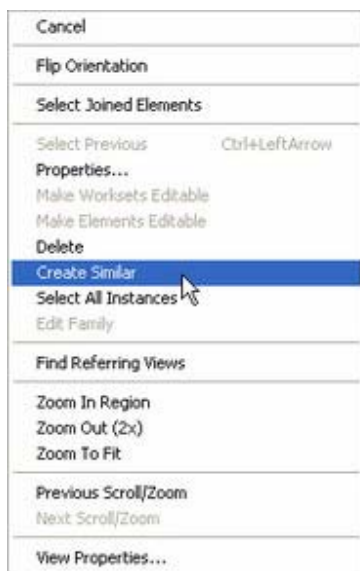 Cancel
Flip Orientation
Select Joined Elements
Select Previous Ctrl+LeftArrow
Properties...
Make Worksets Editable
Make Elements Editable
Delete
Create Similar
Select All Instances
Edit Family
Find Referring Views
Zoom In Region
Zoom Out (2x)
Zoom To Fit
Previous Scroll/Zoom
Next Scroll/Zoom
View Properties...